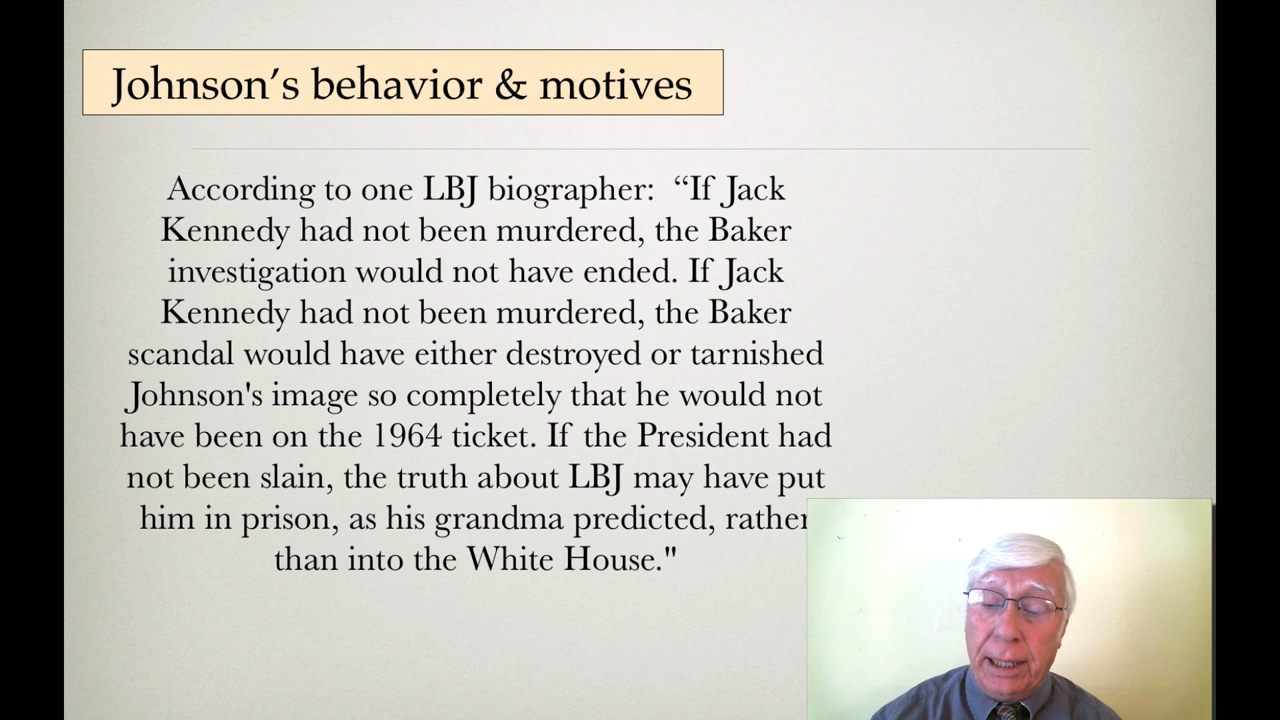 Johnson’s behavior & motives
According to one LBJ biographer: “If Jack
Kennedy had not been murdered, the Baker
investigation would not have ended. If Jack
Kennedy had not been murdered, the Baker
scandal would have either destroyed or tarnished
Johnson's image so completely that he would not
have been on the 1964 ticket. If the President had
not been slain, the truth about LBJ may have put
him in prison, as his grandma predicted, rather
than into the White House."